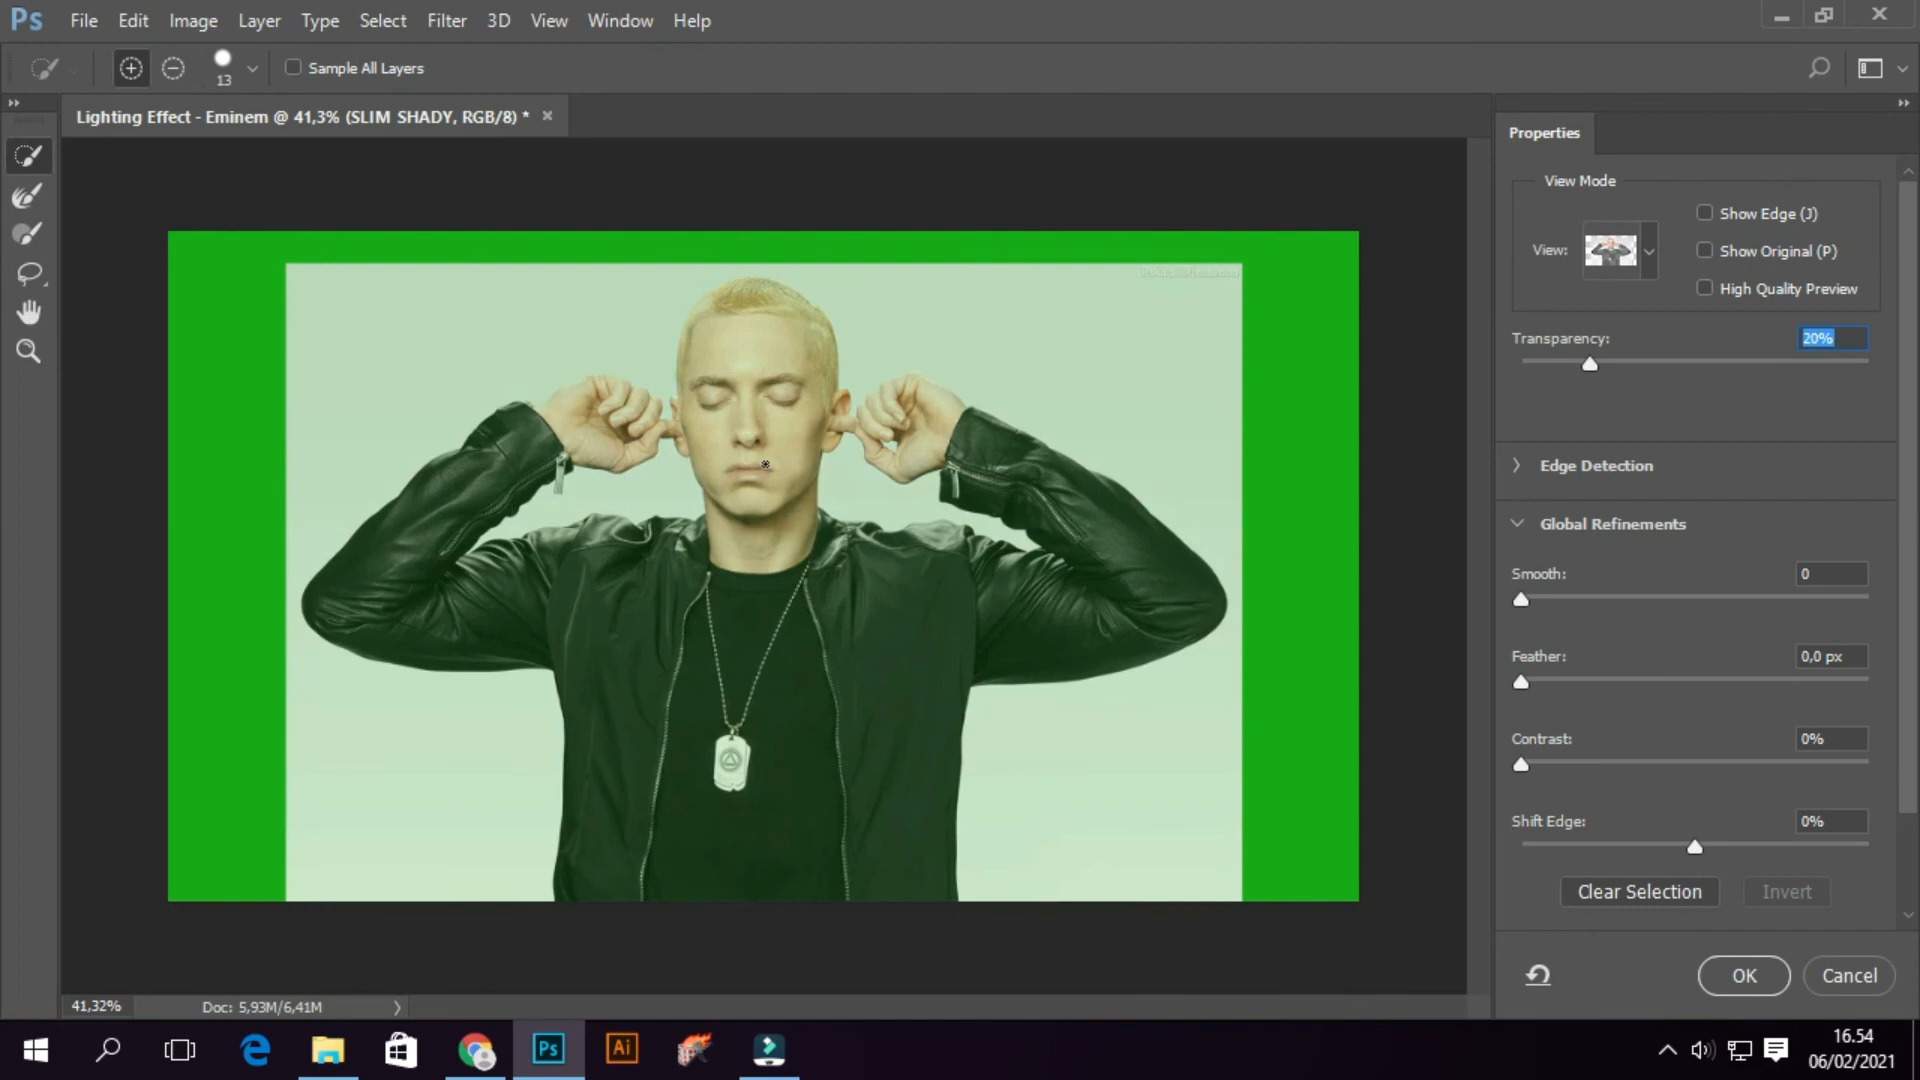 Ps File Edit Image Layer Type Select Filter 3D View Window Help
13 Sample All Layers
Lighting Effect - Eminem @ 41,3% (SLIM SHADY, RGB/8) * ×
Properties
View Mode
Show Edge (J)
View: Show Original (P)
High Quality Preview
Transparency: 20%
Edge Detection
Global Refinements
Smooth: 0
Feather: 0,0 px
Contrast: 0%
Shift Edge: 0%
Clear Selection Invert
OK Cancel
41,32% Doc: 5,93M/6,41M
Ps Ai
16.54
06/02/2021